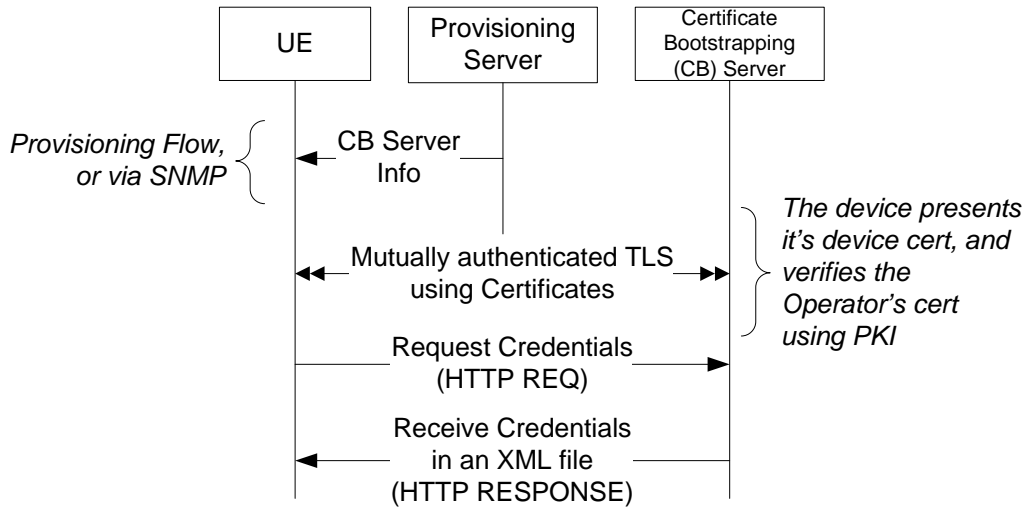 UE
Provisioning
Server
Certificate
Bootstrapping
(CB) Server
Provisioning Flow,
or via SNMP
CB Server
Info
The device presents
it's device cert, and
verifies the
Operator's cert
using PKI
Mutually authenticated TLS
using Certificates
Request Credentials
(HTTP REQ)
Receive Credentials
in an XML file
(HTTP RESPONSE)